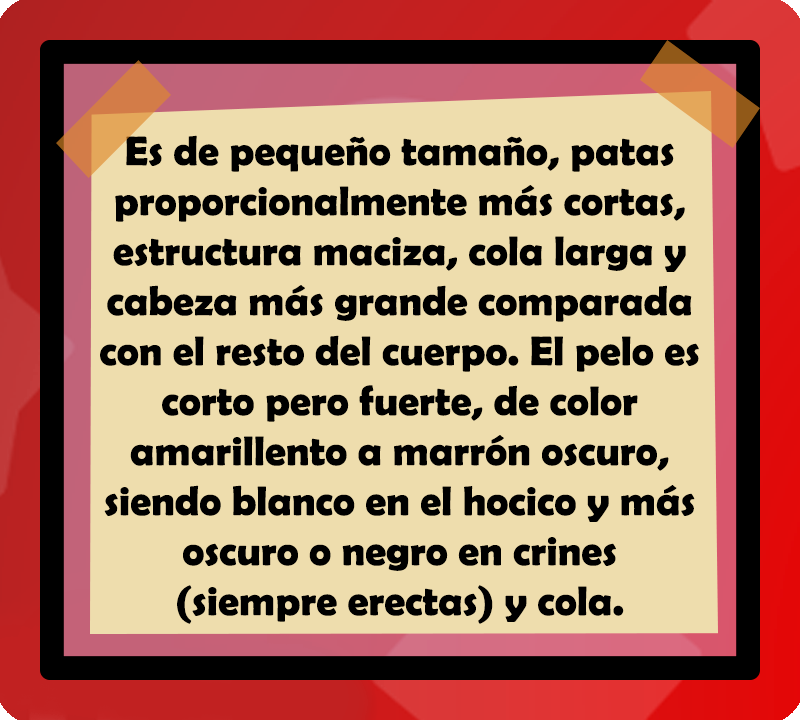 Es de pequeño tamaño, patas
proporcionalmente más cortas,
estructura maciza, cola larga y
cabeza más grande comparada
con el resto del cuerpo. El pelo es
corto pero fuerte, de color
amarillento a marrón oscuro,
siendo blanco en el hocico y más
oscuro o negro en crines
(siempre erectas) y cola.